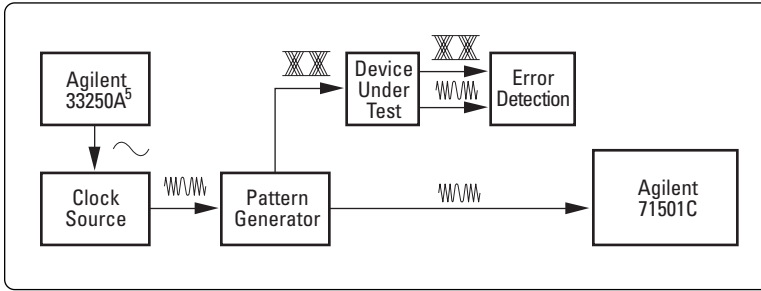 Agilent
33250A5
Device
Under
Test
Error
Detection
Clock
Source
Pattern
Generator
Agilent
71501C